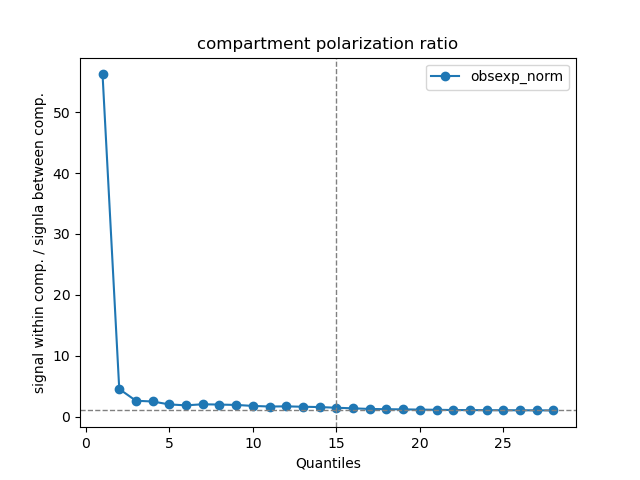 compartment polarization ratio
obsexp_norm
signal within comp. / signla between comp.
50
40
30
20
10
0
0 5 10 15 20 25
Quantiles